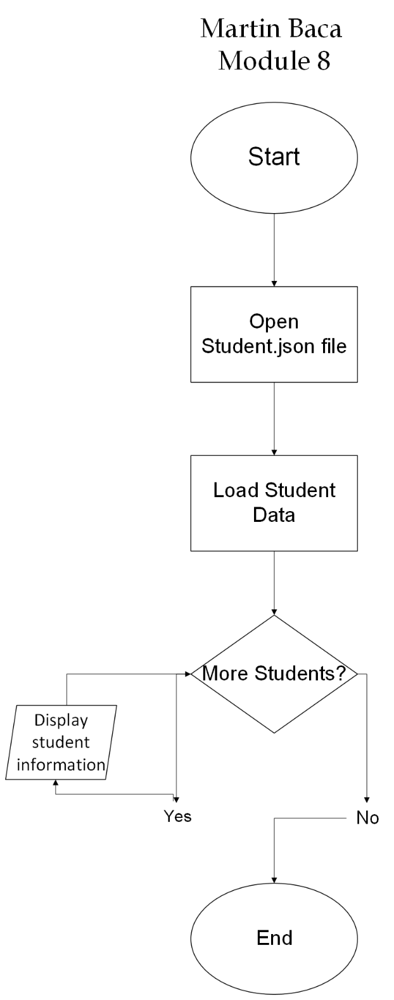 Martin Baca
Module 8
Start
Open
Student.json file
Load Student
Data
More Students?
Display
student
information
Yes
No
End